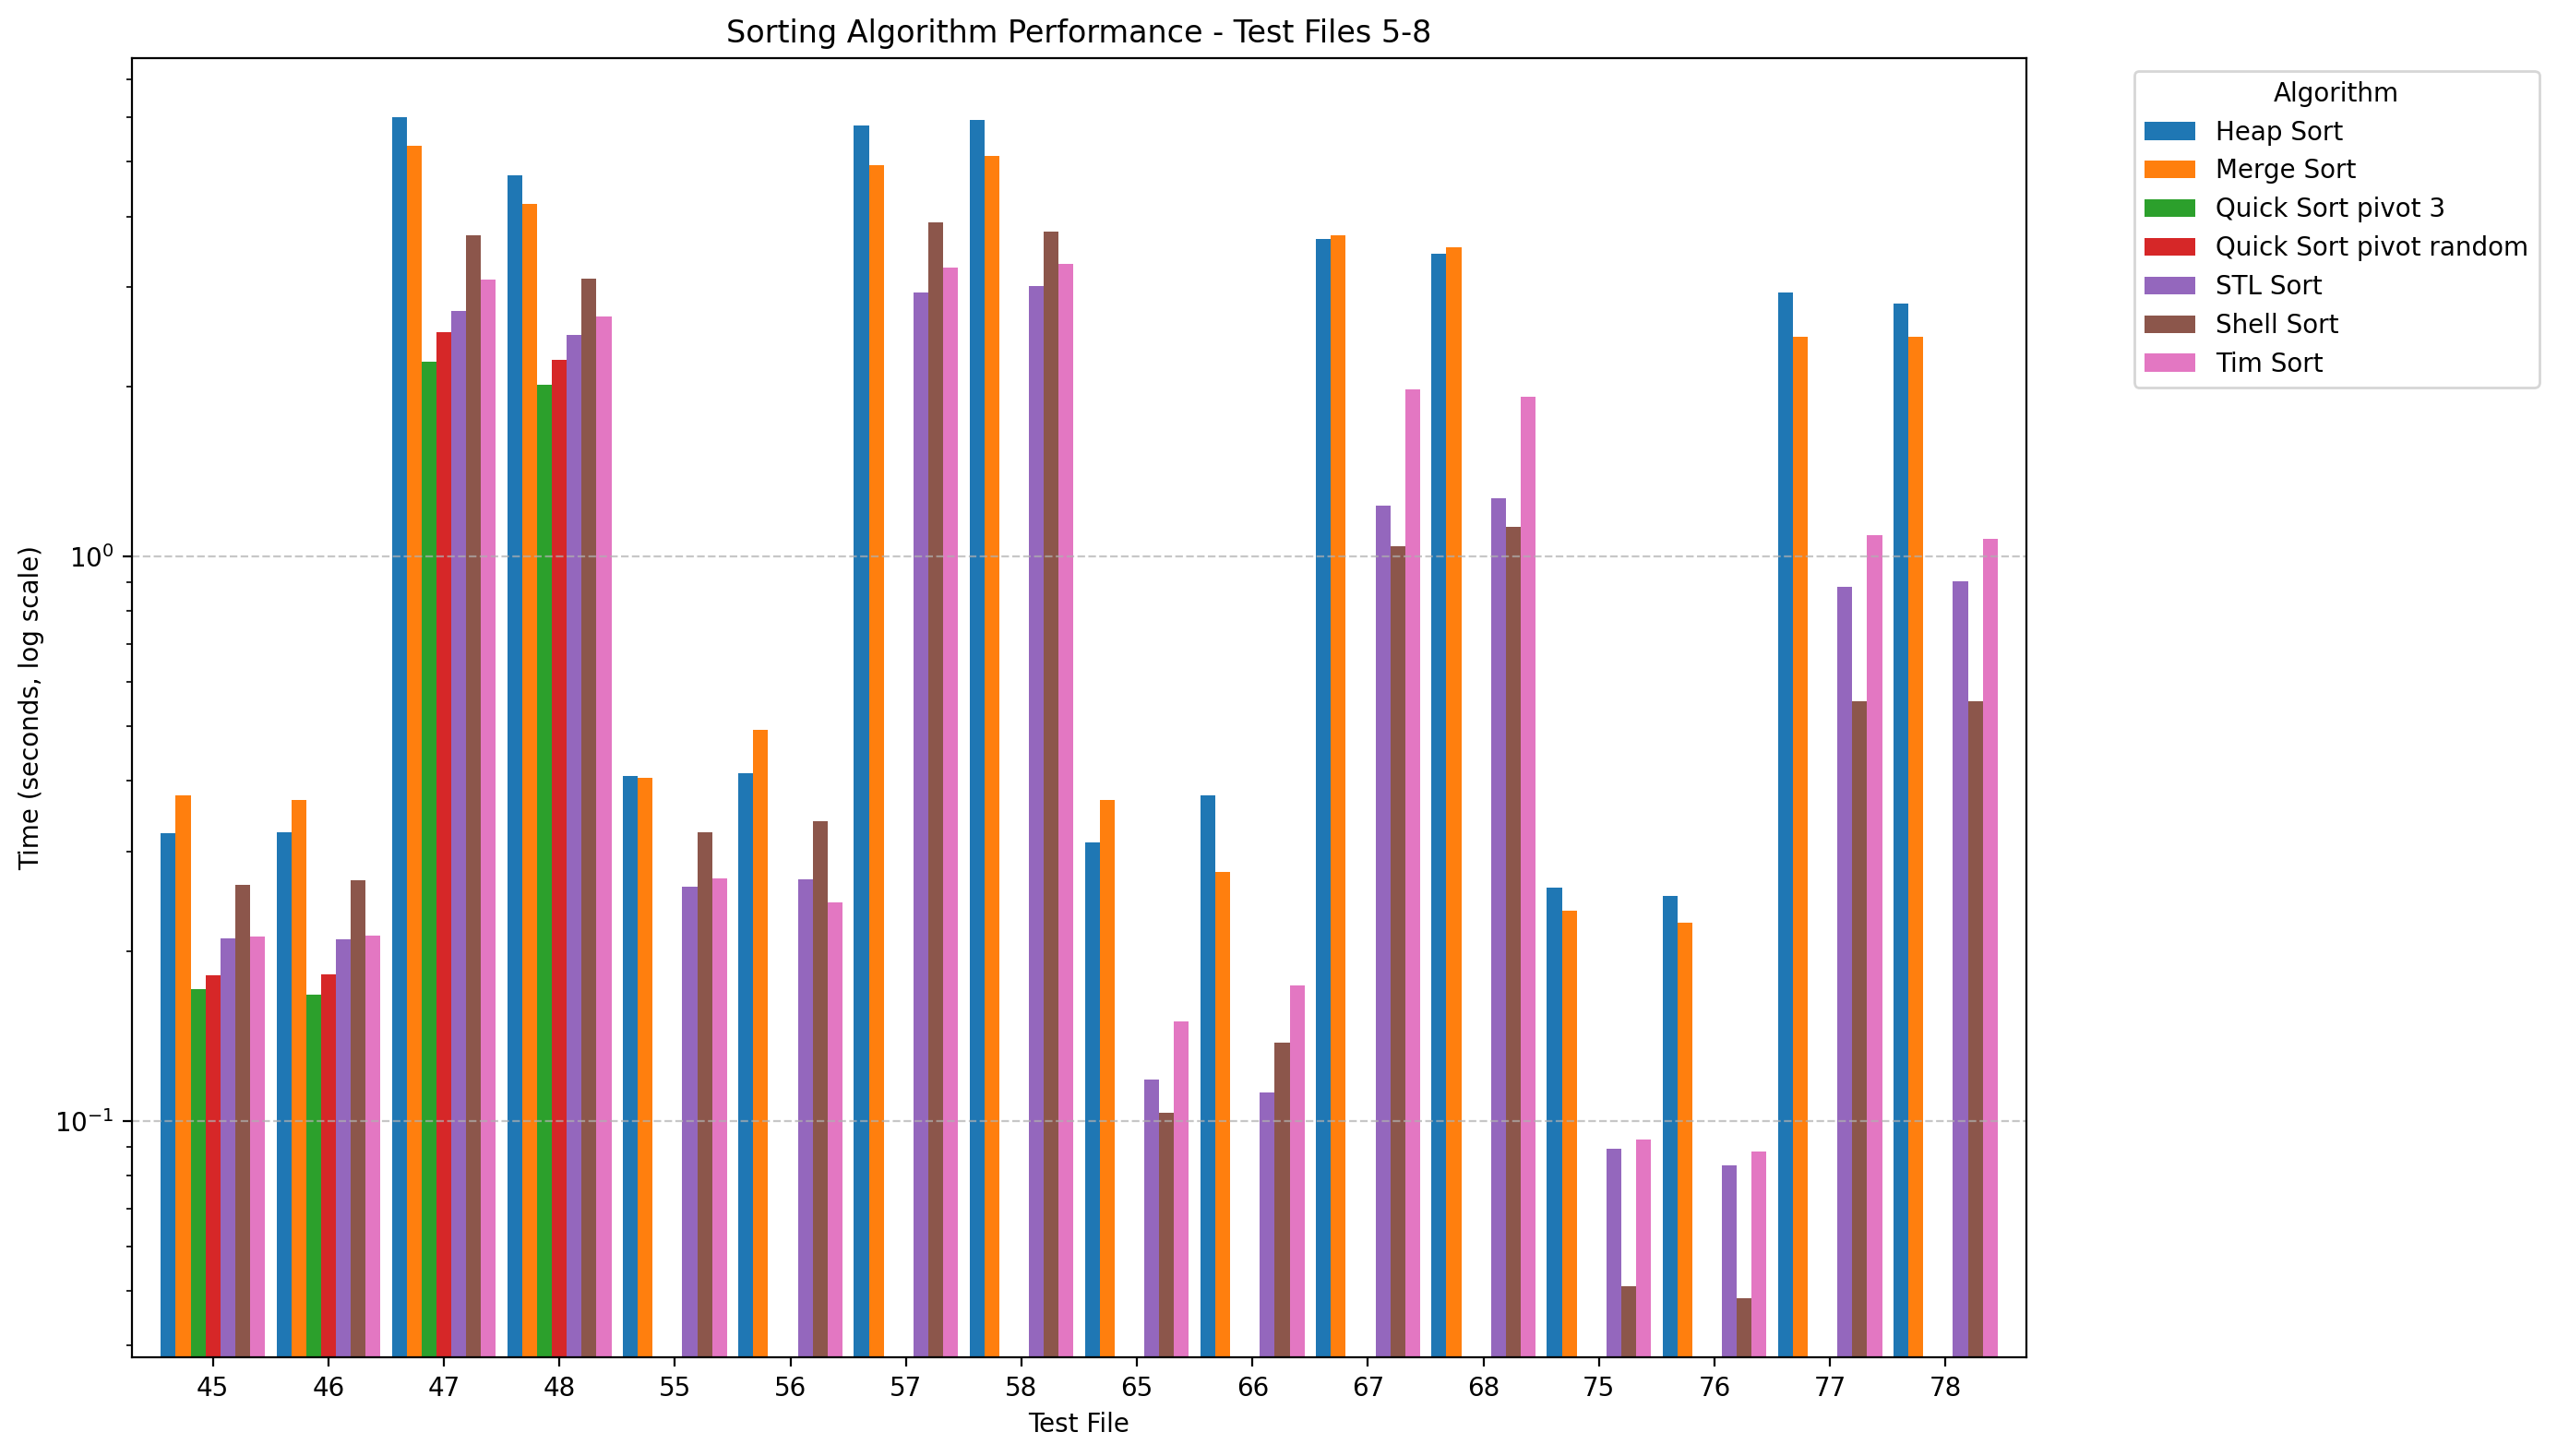 Sorting Algorithm Performance - Test Files 5-8
Time (seconds, log scale)
10⁰
10⁻¹
45 46 47 48 55 56 57 58 65 66 67 68 75 76 77 78
Test File
Algorithm
Heap Sort
Merge Sort
Quick Sort pivot 3
Quick Sort pivot random
STL Sort
Shell Sort
Tim Sort